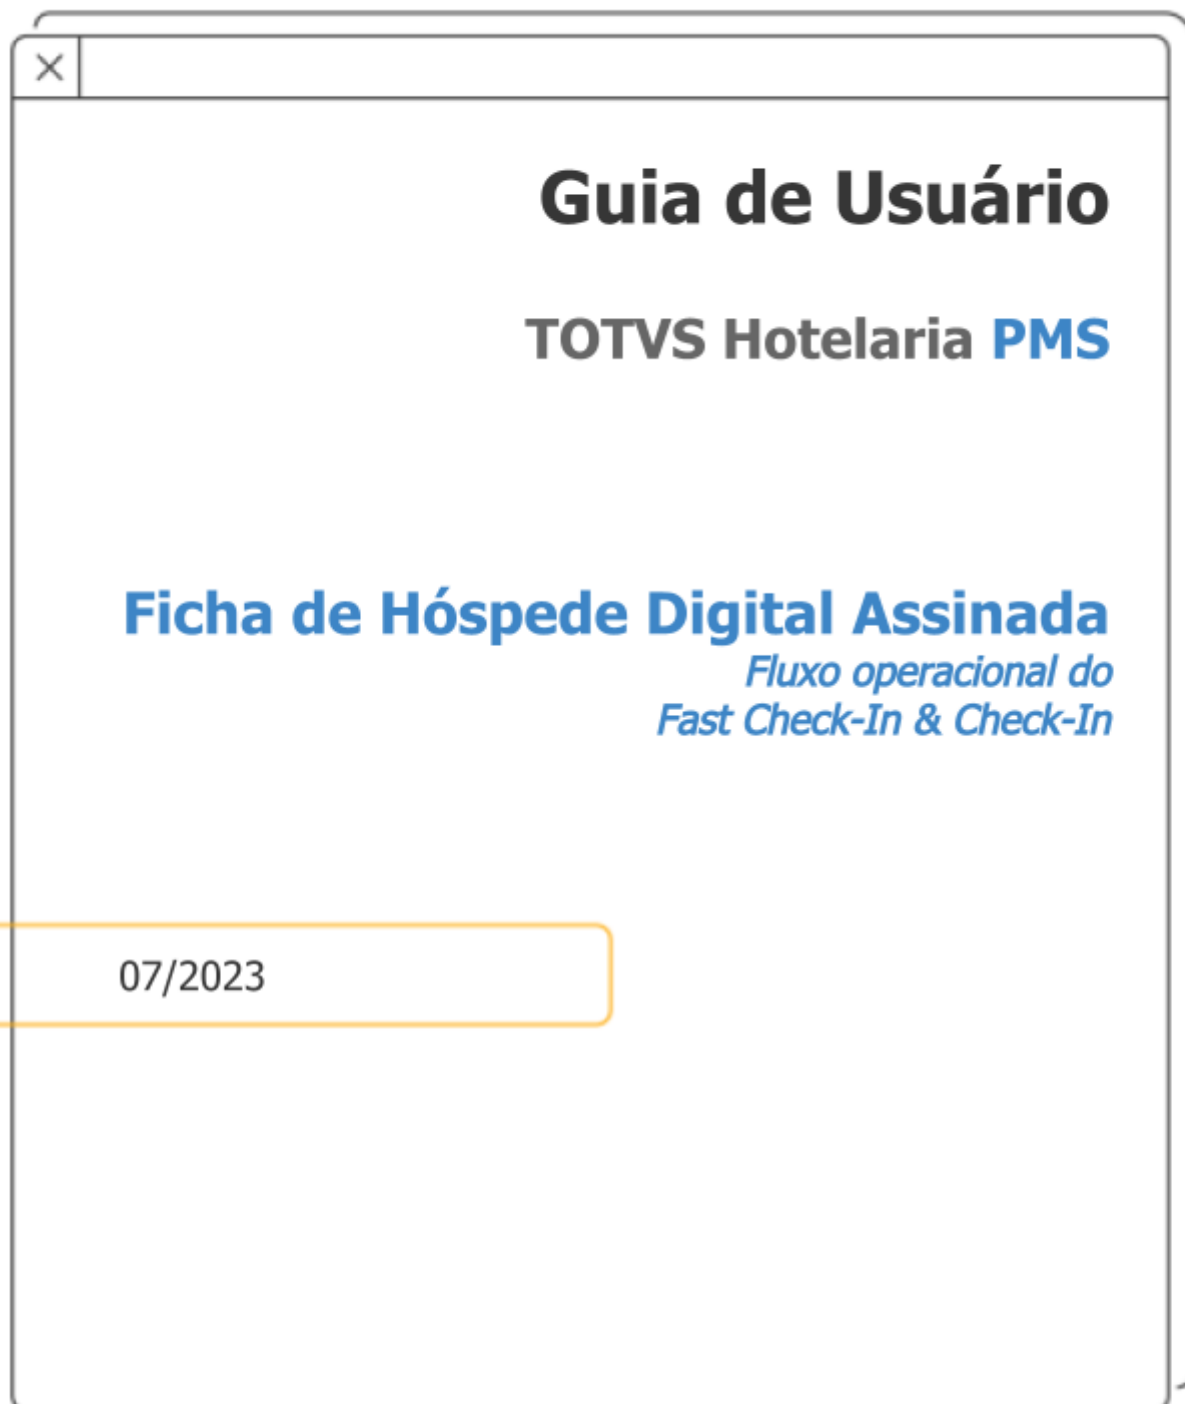 Guia de Usuário
TOTVS Hotelaria PMS
Ficha de Hóspede Digital Assinada
Fluxo operacional do
Fast Check-In & Check-In
07/2023